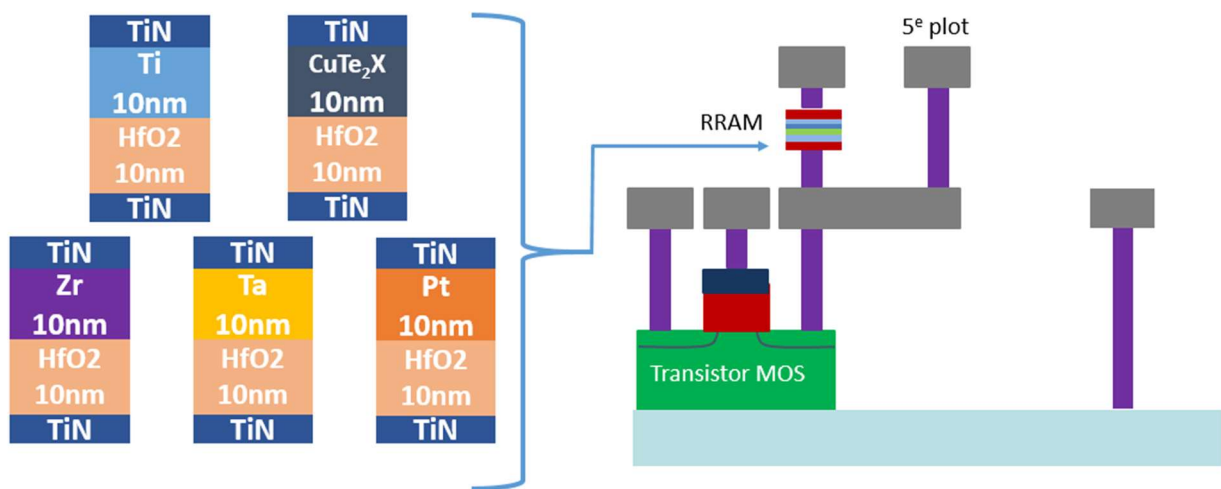 TiN
Ti
10nm
HfO2
10nm
TiN
TiN
CuTe₂X
10nm
HfO2
10nm
TiN
TiN
Zr
10nm
HfO2
10nm
TiN
TiN
Ta
10nm
HfO2
10nm
TiN
TiN
Pt
10nm
HfO2
10nm
TiN
5ᵉ plot
RRAM
Transistor MOS